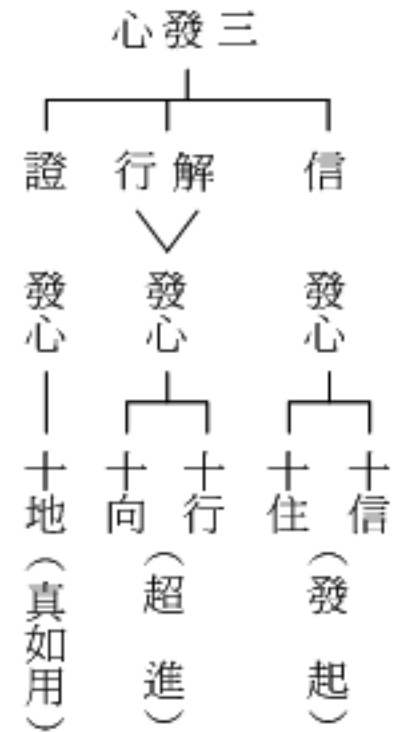 三發心
信
解行
證
發心
發心
發心
十信
十住
十行
十向
十地
（發起）
（超進）
（真如用）